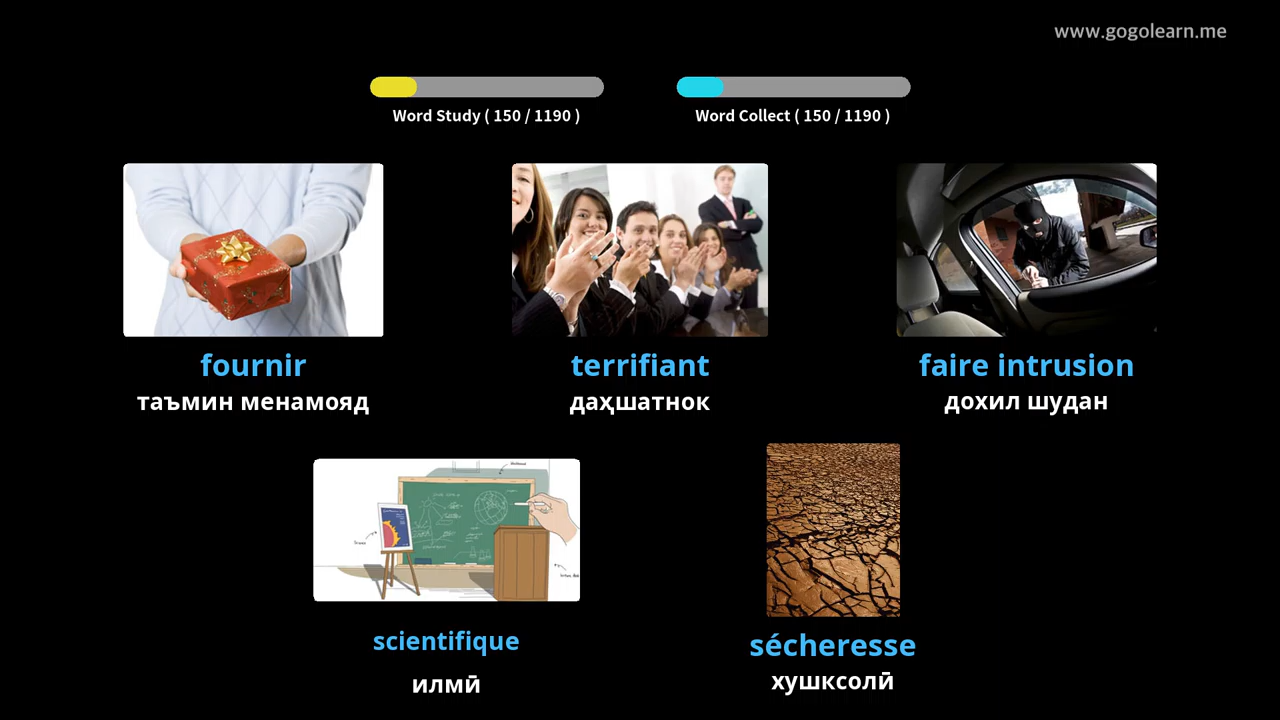 www.gogolearn.me
Word Study ( 150 / 1190 )
Word Collect ( 150 / 1190 )
fournir
таъмин менамояд
terrifiant
даҳшатнок
faire intrusion
дохил шудан
scientifique
илмӣ
sécheresse
хушксолӣ